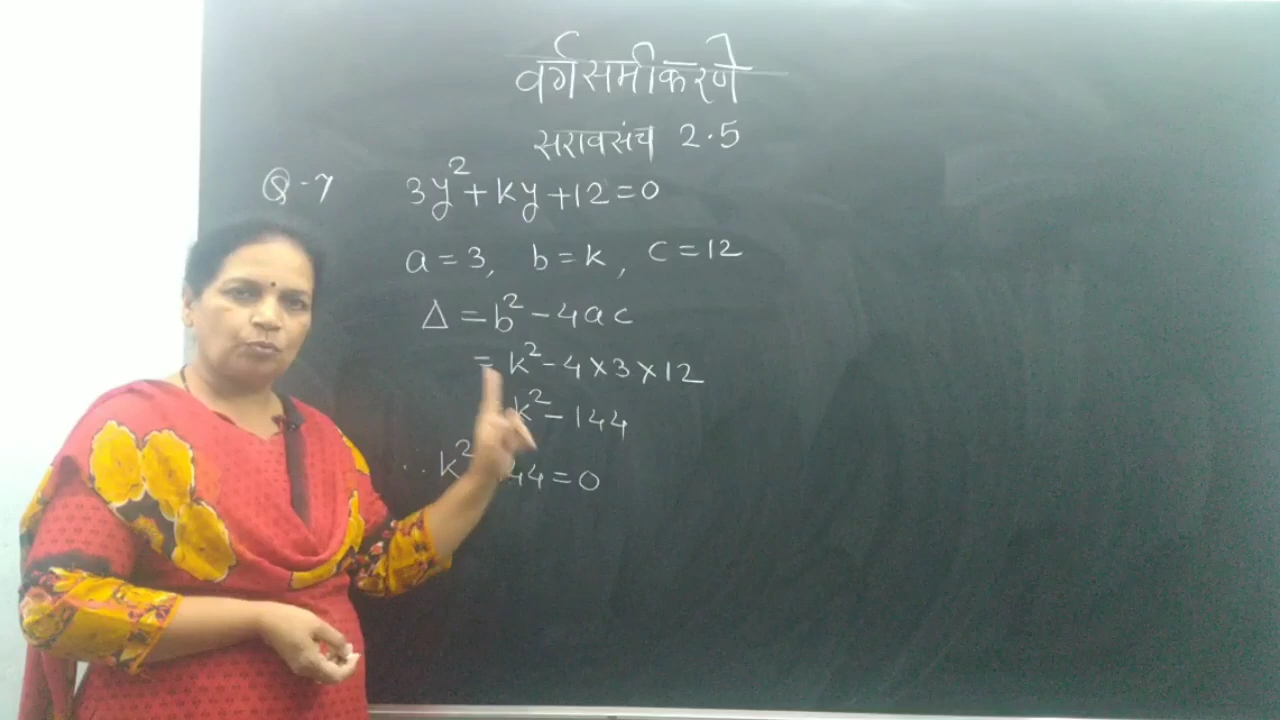 वर्गसमीकरणे
सरावसंच 2.5
Q-7 3y²+ky+12=0
a=3, b=k, c=12
Δ=b²-4ac
=k²-4×3×12
k²-144
k² 44=0